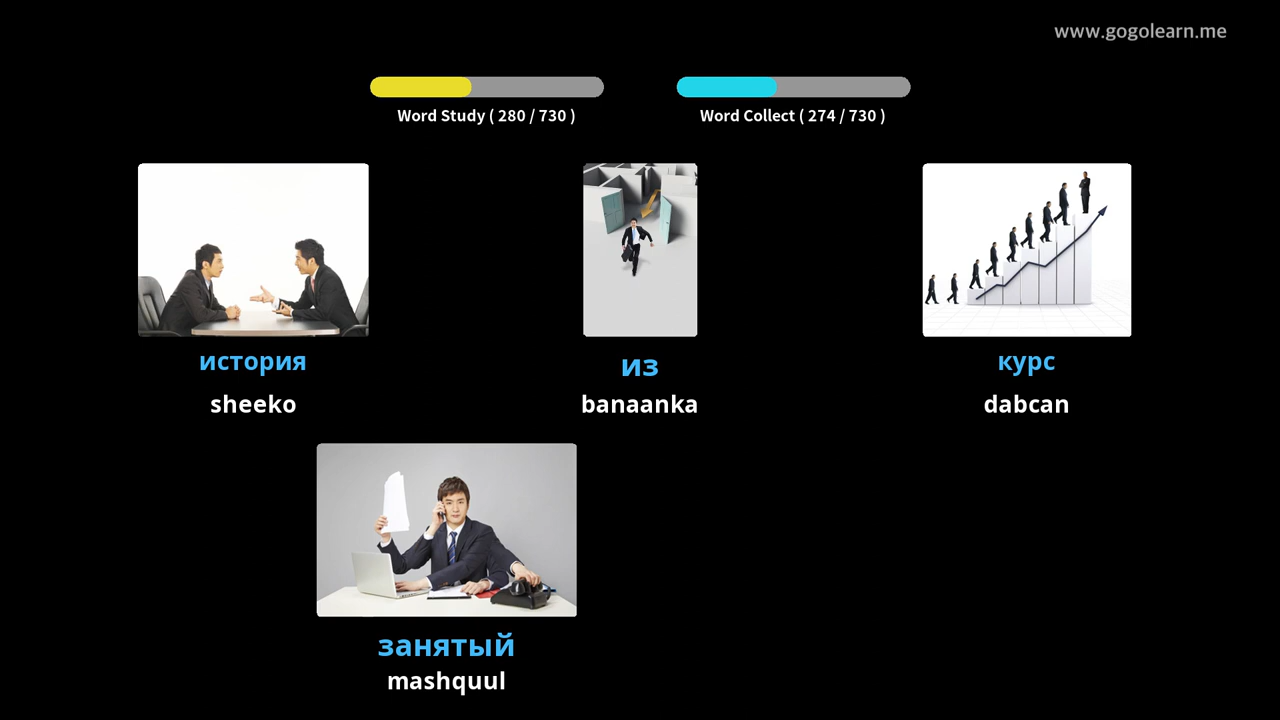 www.gogolearn.me
Word Study ( 280 / 730 )
Word Collect ( 274 / 730 )
история
sheeko
из
banaanka
курс
dabcan
занятый
mashquul